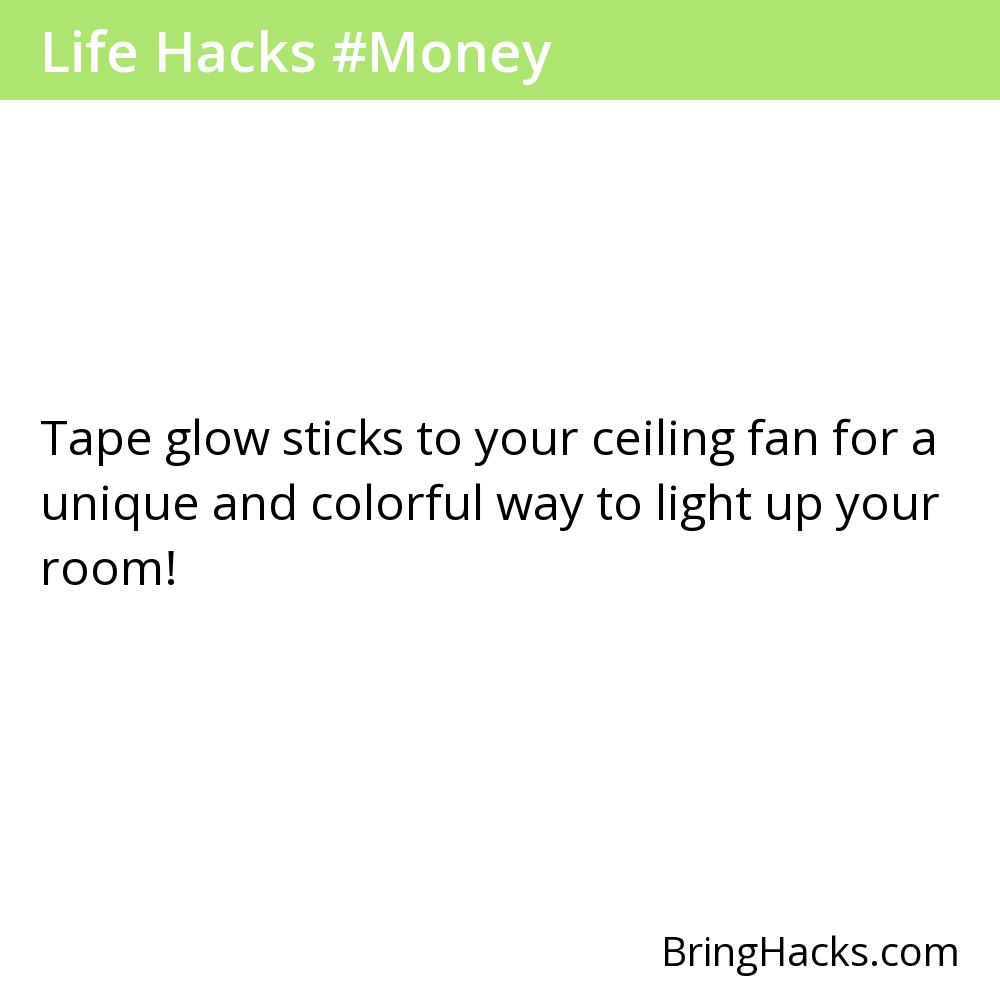 Life Hacks #Money
Tape glow sticks to your ceiling fan for a
unique and colorful way to light up your
room!
BringHacks.com